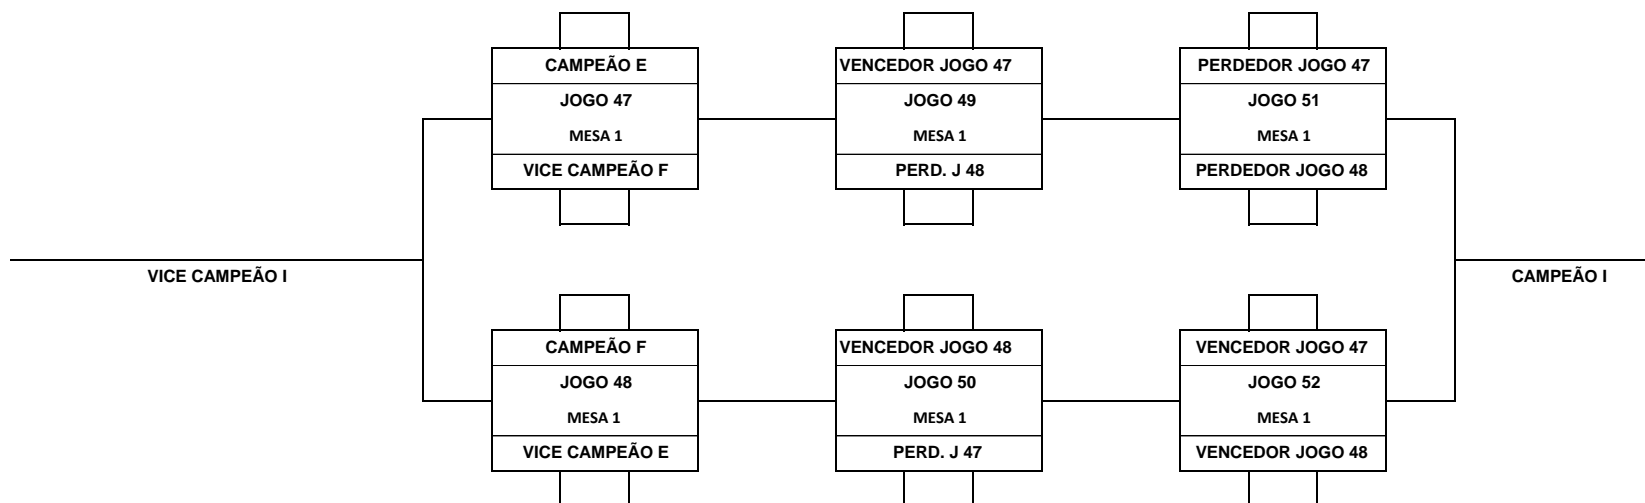 CAMPEÃO E
JOGO 47
MESA 1
VICE CAMPEÃO F
VENCEDOR JOGO 47
JOGO 49
MESA 1
PERD. J 48
PERDEDOR JOGO 47
JOGO 51
MESA 1
PERDEDOR JOGO 48
VICE CAMPEÃO I
CAMPEÃO I
CAMPEÃO F
JOGO 48
MESA 1
VICE CAMPEÃO E
VENCEDOR JOGO 48
JOGO 50
MESA 1
PERD. J 47
VENCEDOR JOGO 47
JOGO 52
MESA 1
VENCEDOR JOGO 48